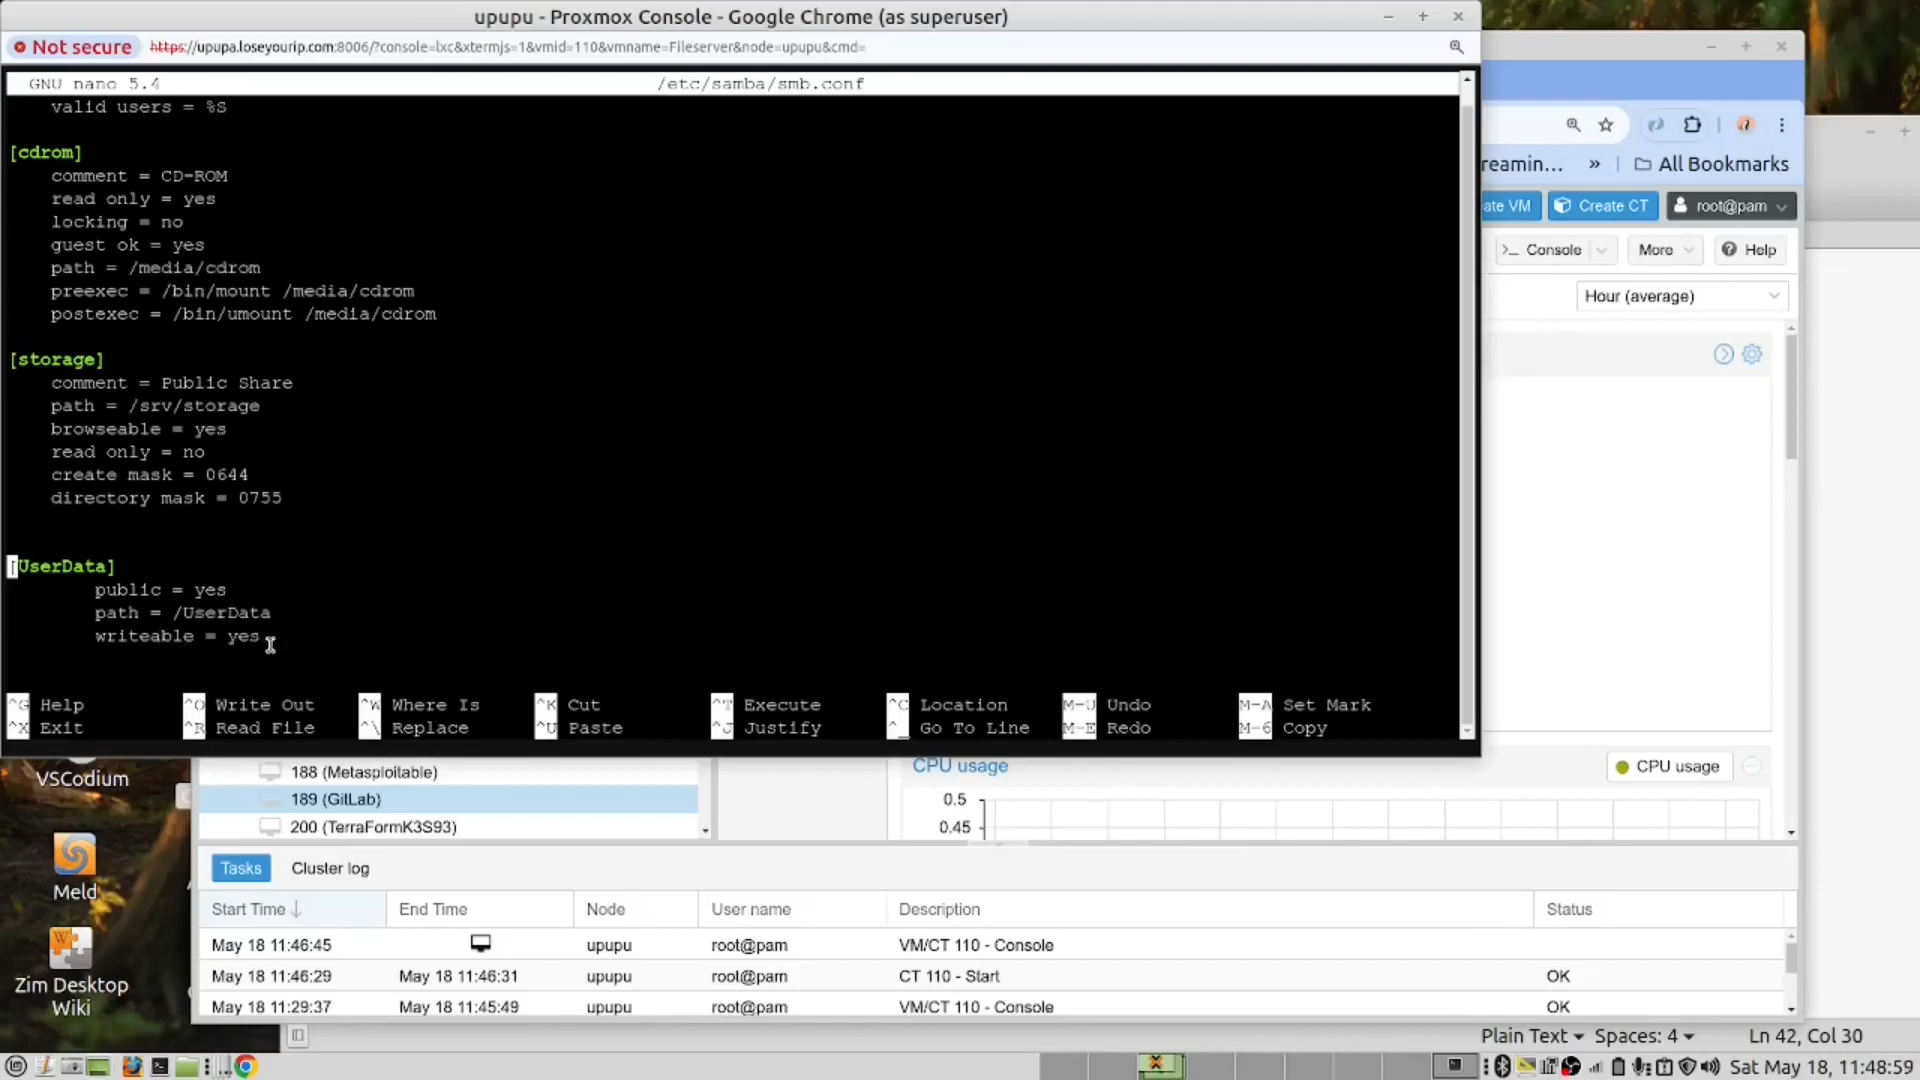 upupu - Proxmox Console - Google Chrome (as superuser)
Not secure https://upupa.loseyourip.com:8006/?console=lxc&xtermjs=1&vmid=110&vmname=Fileserver&node=upupu&cmd=
GNU nano 5.4 /etc/samba/smb.conf
valid users = %S
[cdrom]
comment = CD-ROM
read only = yes
locking = no
guest ok = yes
path = /media/cdrom
preexec = /bin/mount /media/cdrom
postexec = /bin/umount /media/cdrom
[storage]
comment = Public Share
path = /srv/storage
browseable = yes
read only = no
create mask = 0644
directory mask = 0755
[UserData]
public = yes
path = /UserData
writeable = yes
^G Help ^O Write Out ^W Where Is ^K Cut ^T Execute ^C Location M-U Undo M-A Set Mark
^X Exit ^R Read File ^\ Replace ^U Paste ^J Justify ^_ Go To Line M-E Redo M-6 Copy
reamin... » All Bookmarks
ate VM Create CT root@pam
>_ Console More Help
Hour (average)
VSCodium
Meld
Zim Desktop
Wiki
188 (Metasploitable)
189 (GitLab)
200 (TerraFormK3S93)
CPU usage CPU usage
0.5
0.45
Tasks Cluster log
Start Time End Time Node User name Description Status
May 18 11:46:45 upupu root@pam VM/CT 110 - Console
May 18 11:46:29 May 18 11:46:31 upupu root@pam CT 110 - Start OK
May 18 11:29:37 May 18 11:45:49 upupu root@pam VM/CT 110 - Console OK
Plain Text Spaces: 4 Ln 42, Col 30
Sat May 18, 11:48:59